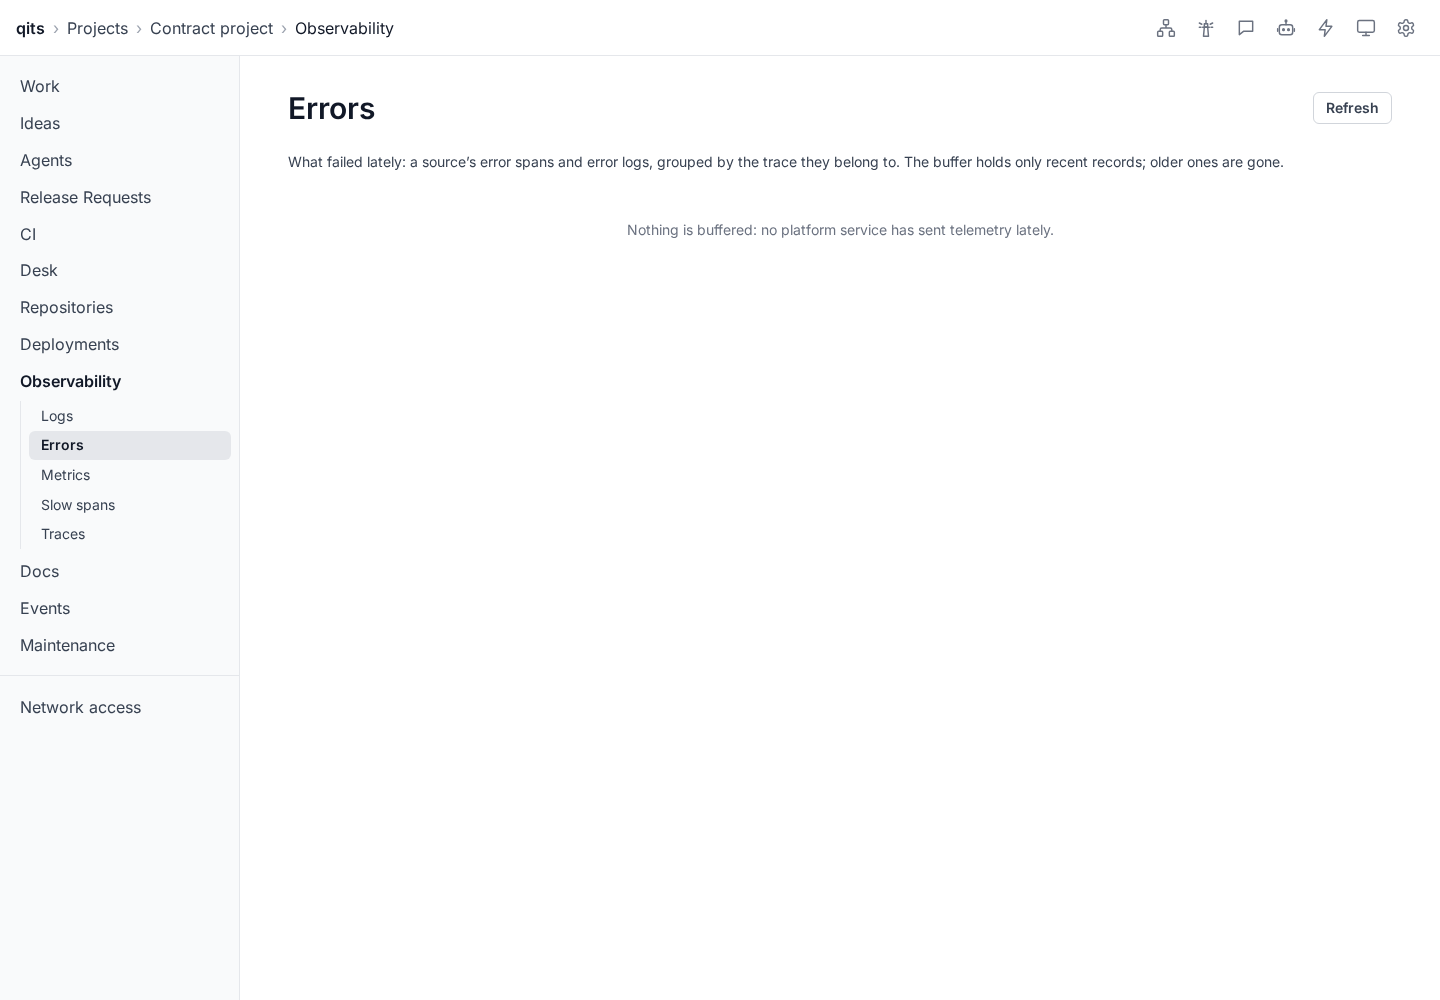 qits › Projects › Contract project › Observability
Work
Ideas
Agents
Release Requests
CI
Desk
Repositories
Deployments
Observability
Logs
Errors
Metrics
Slow spans
Traces
Docs
Events
Maintenance
Network access
Errors
Refresh
What failed lately: a source’s error spans and error logs, grouped by the trace they belong to. The buffer holds only recent records; older ones are gone.
Nothing is buffered: no platform service has sent telemetry lately.